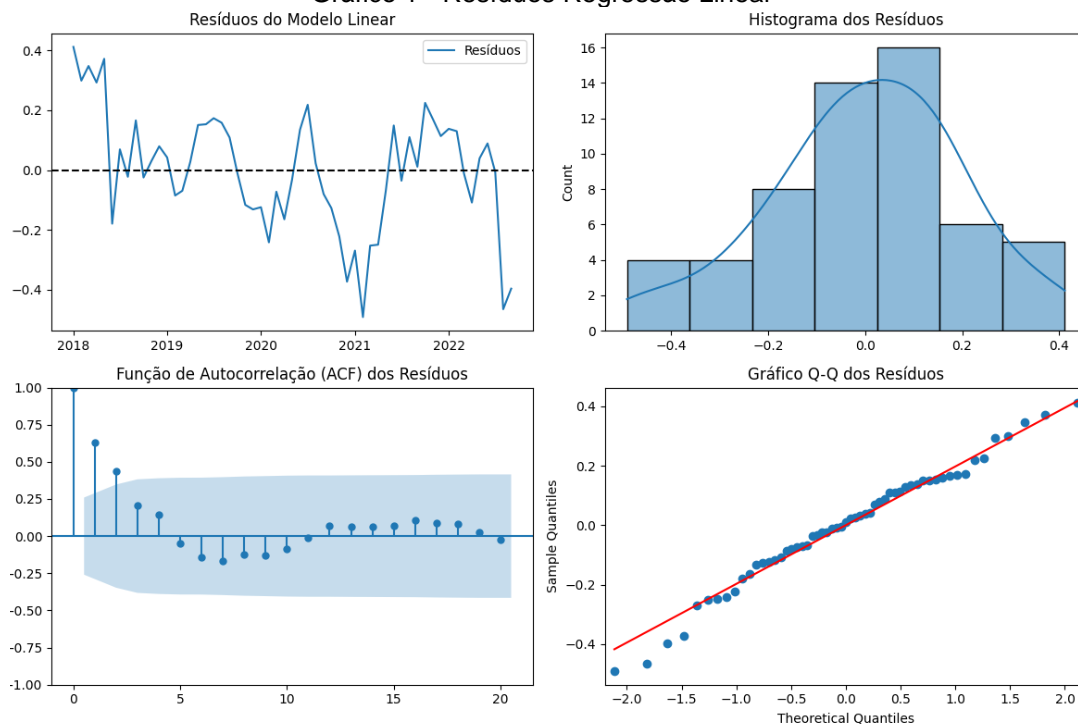 Gráfico - Resíduos Regressão Linear
Resíduos do Modelo Linear
Resíduos
0.4
0.2
0.0
−0.2
−0.4
2018 2019 2020 2021 2022
Histograma dos Resíduos
Count
16
14
12
10
8
6
4
2
0
−0.4 −0.2 0.0 0.2 0.4
Função de Autocorrelação (ACF) dos Resíduos
1.00
0.75
0.50
0.25
0.00
−0.25
−0.50
−0.75
−1.00
0 5 10 15 20
Gráfico Q-Q dos Resíduos
Sample Quantiles
0.4
0.2
0.0
−0.2
−0.4
−2.0 −1.5 −1.0 −0.5 0.0 0.5 1.0 1.5 2.0
Theoretical Quantiles